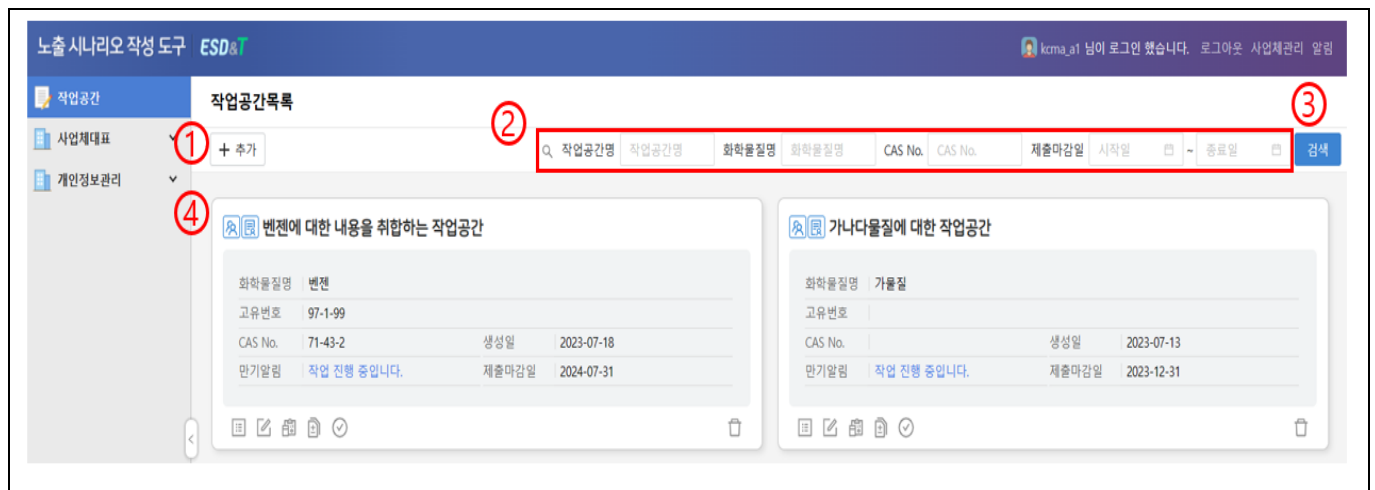 노출 시나리오 작성 도구 ESD&T kcma_a1 님이 로그인 했습니다. 로그아웃 사업체관리 알림
작업공간
사업체대표
개인정보관리
작업공간목록
① + 추가
② 작업공간명 작업공간명 화학물질명 화학물질명 CAS No. CAS No. 제출마감일 시작일 ~ 종료일
③ 검색
④ 벤젠에 대한 내용을 취합하는 작업공간
화학물질명 벤젠
고유번호 97-1-99
CAS No. 71-43-2 생성일 2023-07-18
만기알림 작업 진행 중입니다. 제출마감일 2024-07-31
가나다물질에 대한 작업공간
화학물질명 가물질
고유번호
CAS No. 생성일 2023-07-13
만기알림 작업 진행 중입니다. 제출마감일 2023-12-31